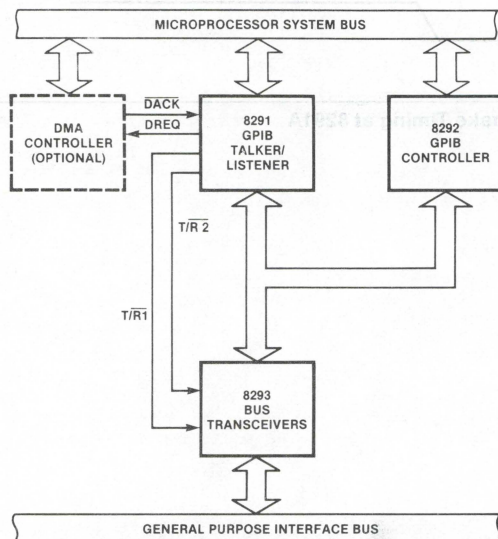 MICROPROCESSOR SYSTEM BUS
DMA
CONTROLLER
(OPTIONAL)
DACK
DREQ
8291
GPIB
TALKER/
LISTENER
8292
GPIB
CONTROLLER
T/R 2
T/R1
8293
BUS
TRANSCEIVERS
GENERAL PURPOSE INTERFACE BUS